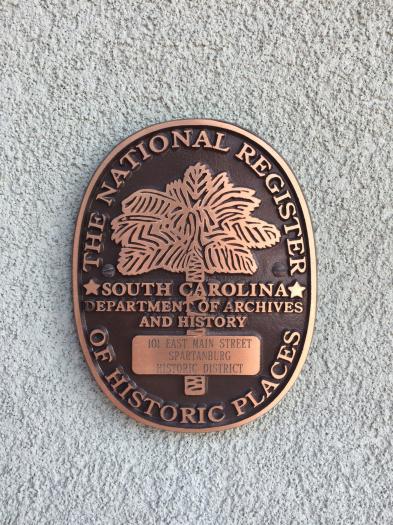 THE NATIONAL REGISTER
SOUTH CAROLINA
DEPARTMENT OF ARCHIVES
AND HISTORY
101 EAST MAIN STREET
SPARTANBURG
HISTORIC DISTRICT
OF HISTORIC PLACES